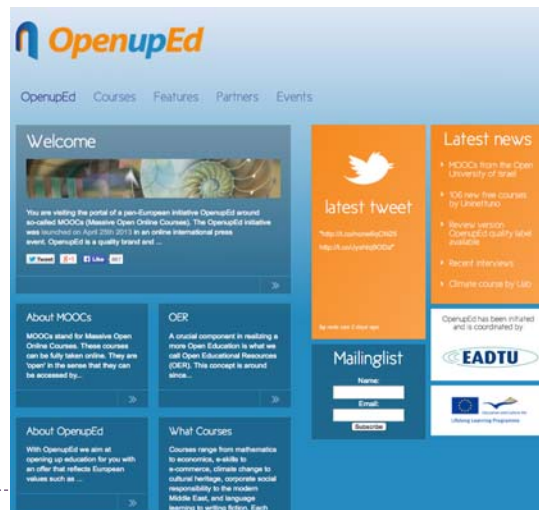 OpenupEd
OpenupEd Courses Features Partners Events
Welcome
You are visiting the portal of a pan-European initiative OpenupEd around
so-called MOOCs (Massive Open Online Courses). The OpenupEd initiative
was launched on April 25th 2013 in an online international press
event. OpenupEd is a quality brand and ...
Tweet +1 Like
About MOOCs
MOOCs stand for Massive Open
Online Courses. These courses
can be fully taken online. They are
'open' in the sense that they can
be accessed by...
OER
A crucial component in realizing a
more Open Education is what we
call Open Educational Resources
(OER). This concept is around
since...
About OpenupEd
With OpenupEd we aim at
opening up education for you with
an offer that reflects European
values such as ...
What Courses
Courses range from mathematics
to economics, e-skills to
e-commerce, climate change to
cultural heritage, corporate social
responsibility to the modern
Middle East, and language
learning to writing fiction. Each
latest tweet
2 days ago
Mailinglist
Name:
Email:
Subscribe
Latest news
MOOCs from the Open
University of Israel
106 new free courses
by Uninettuno
Review version
OpenupEd quality label
available
Recent interviews
Climate course by Uab
OpenupEd has been initiated
and is coordinated by
EADTU
Education and Culture DG
Lifelong Learning Programme